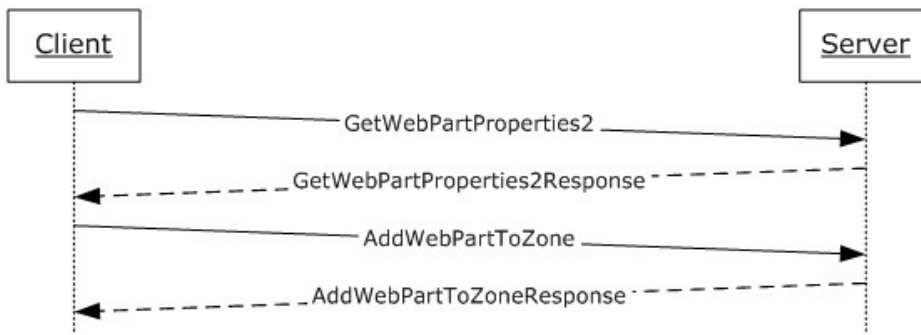 Client
Server
GetWebPartProperties2
GetWebPartProperties2Response
AddWebPartToZone
AddWebPartToZoneResponse